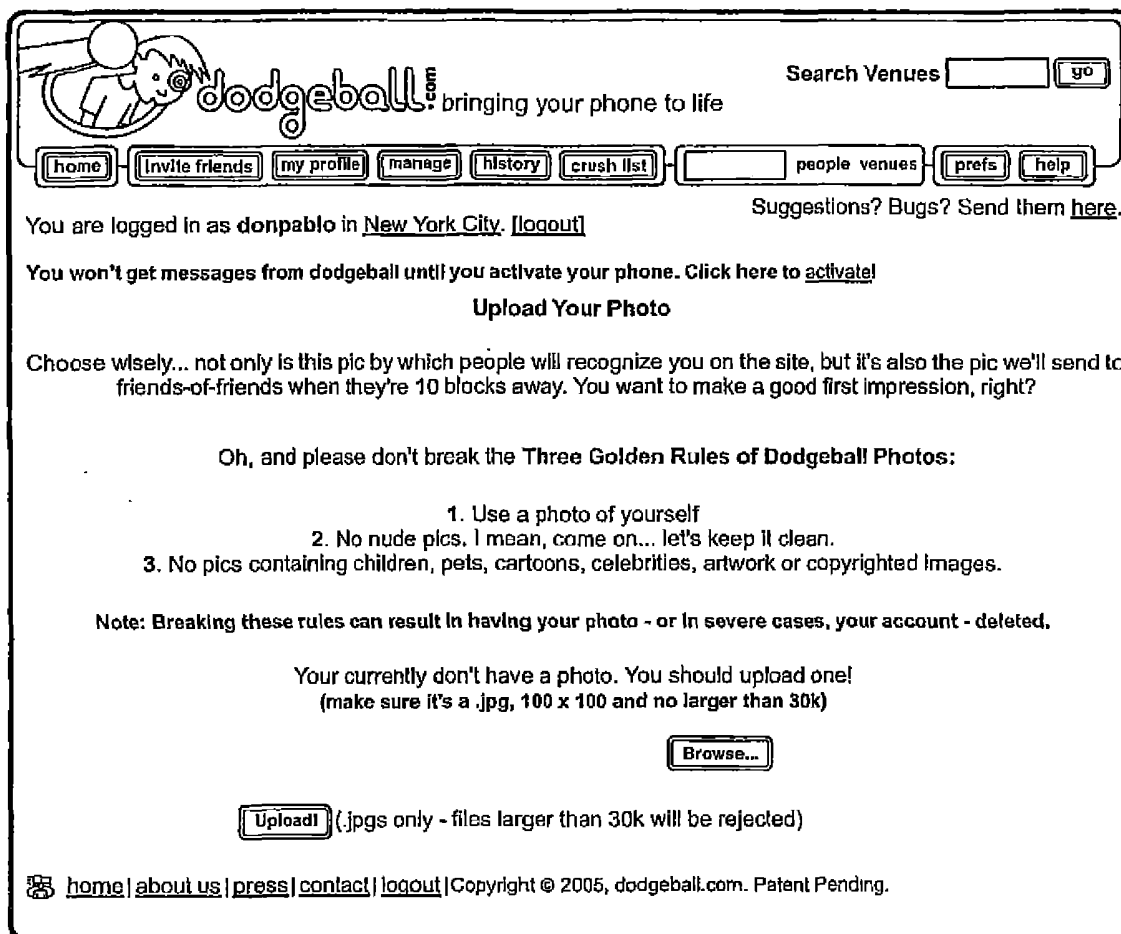 dodgeball.com bringing your phone to life
Search Venues go
home invite friends my profile manage history crush list people venues prefs help
Suggestions? Bugs? Send them here.
You are logged in as donpablo in New York City. [logout]
You won't get messages from dodgeball until you activate your phone. Click here to activate!
Upload Your Photo
Choose wisely... not only is this pic by which people will recognize you on the site, but it's also the pic we'll send to
friends-of-friends when they're 10 blocks away. You want to make a good first impression, right?
Oh, and please don't break the Three Golden Rules of Dodgeball Photos:
1. Use a photo of yourself
2. No nude pics. I mean, come on... let's keep it clean.
3. No pics containing children, pets, cartoons, celebrities, artwork or copyrighted images.
Note: Breaking these rules can result in having your photo - or in severe cases, your account - deleted.
Your currently don't have a photo. You should upload one!
(make sure it's a .jpg, 100 x 100 and no larger than 30k)
Browse...
Upload! (.jpgs only - files larger than 30k will be rejected)
home | about us | press | contact | logout | Copyright © 2005, dodgeball.com. Patent Pending.